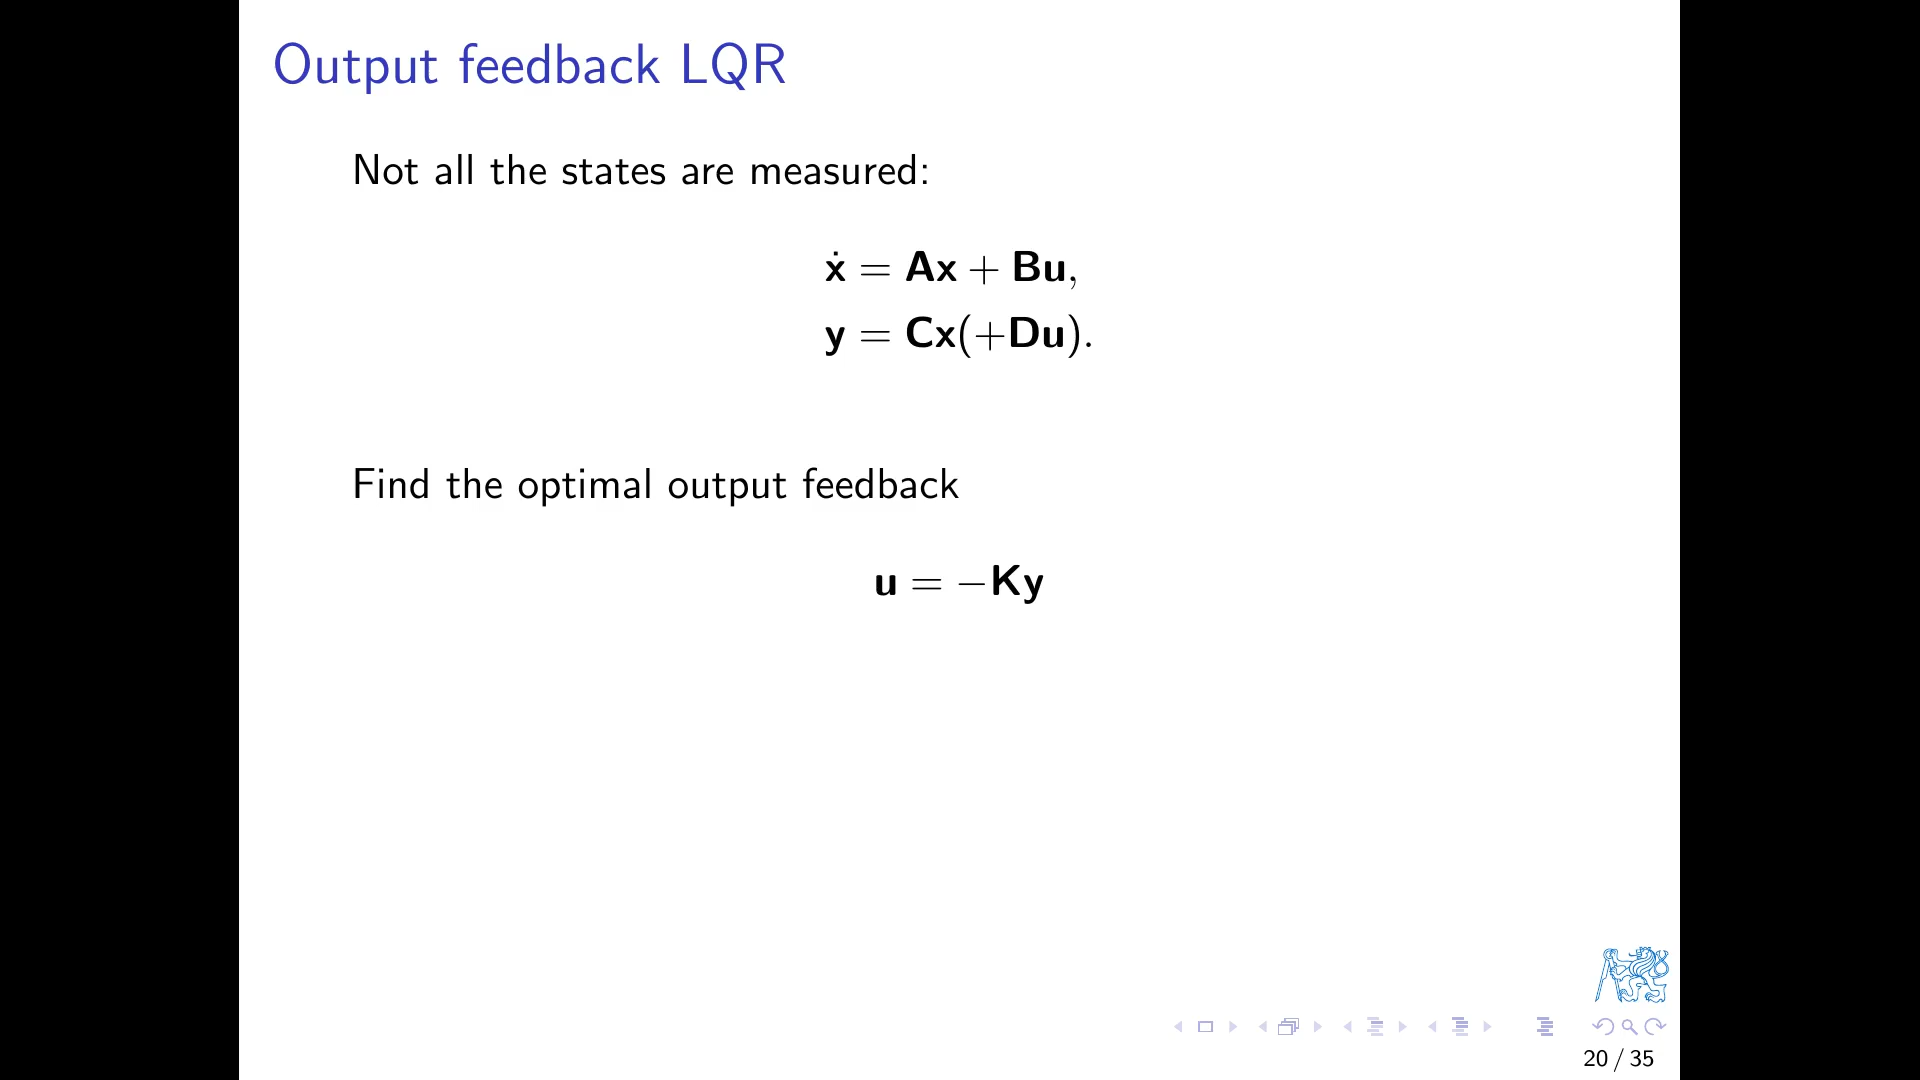 Output feedback LQR
Not all the states are measured:
ẋ = Ax + Bu,
y = Cx(+Du).
Find the optimal output feedback
u = −Ky
20 / 35